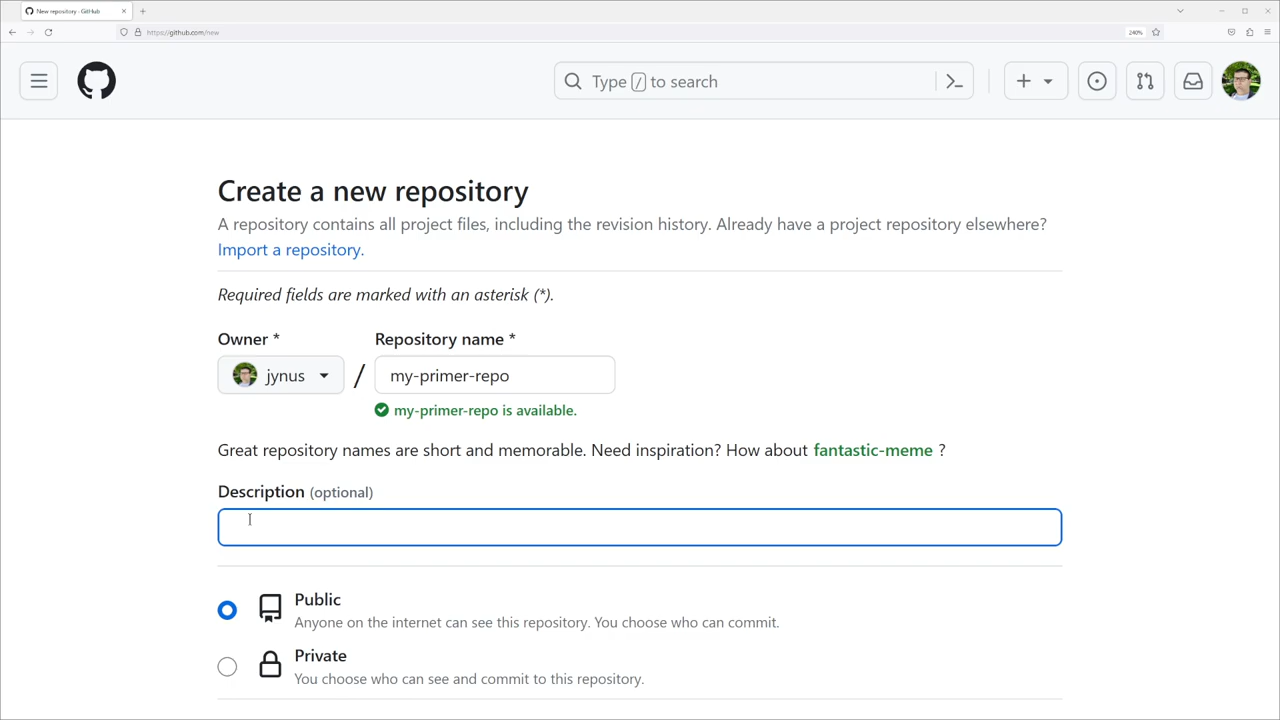 New repository - GitHub
https://github.com/new
240%
Type / to search
Create a new repository
A repository contains all project files, including the revision history. Already have a project repository elsewhere?
Import a repository.
Required fields are marked with an asterisk (*).
Owner *
Repository name *
jynus
/
my-primer-repo
my-primer-repo is available.
Great repository names are short and memorable. Need inspiration? How about fantastic-meme ?
Description (optional)
Public
Anyone on the internet can see this repository. You choose who can commit.
Private
You choose who can see and commit to this repository.